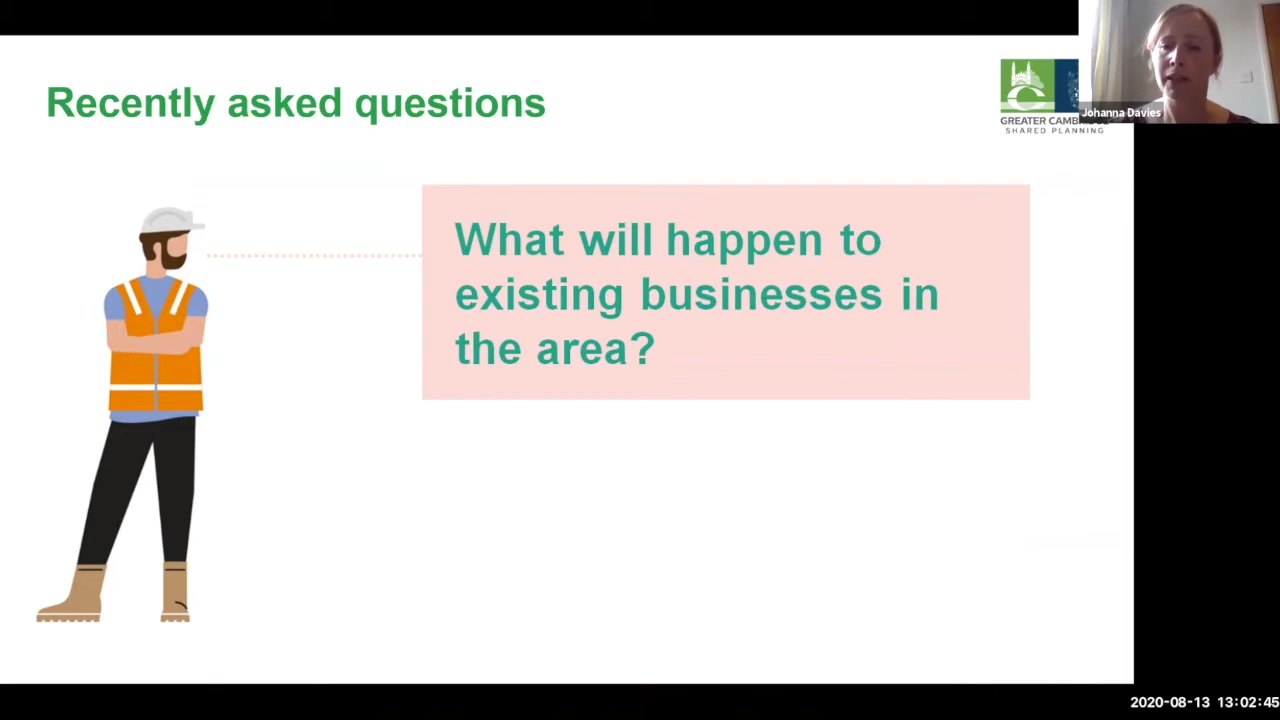 Recently asked questions
GREATER
SHARED PLANNING
Johanna Davies
What will happen to
existing businesses in
the area?
2020-08-13 13:02:45